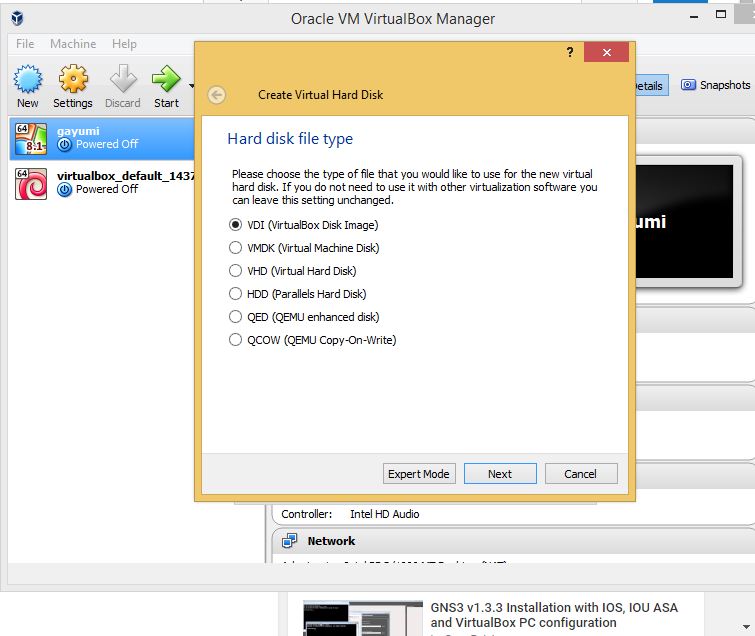 Oracle VM VirtualBox Manager
File Machine Help
New Settings Discard Start
Snapshots
64 8.1
gayumi
Powered Off
64
virtualbox_default_1437
Powered Off
?
Create Virtual Hard Disk
Hard disk file type
Please choose the type of file that you would like to use for the new virtual
hard disk. If you do not need to use it with other virtualization software you
can leave this setting unchanged.
VDI (VirtualBox Disk Image)
VMDK (Virtual Machine Disk)
VHD (Virtual Hard Disk)
HDD (Parallels Hard Disk)
QED (QEMU enhanced disk)
QCOW (QEMU Copy-On-Write)
Expert Mode Next Cancel
umi
Controller: Intel HD Audio
Network
GNS3 v1.3.3 Installation with IOS, IOU ASA
and VirtualBox PC configuration